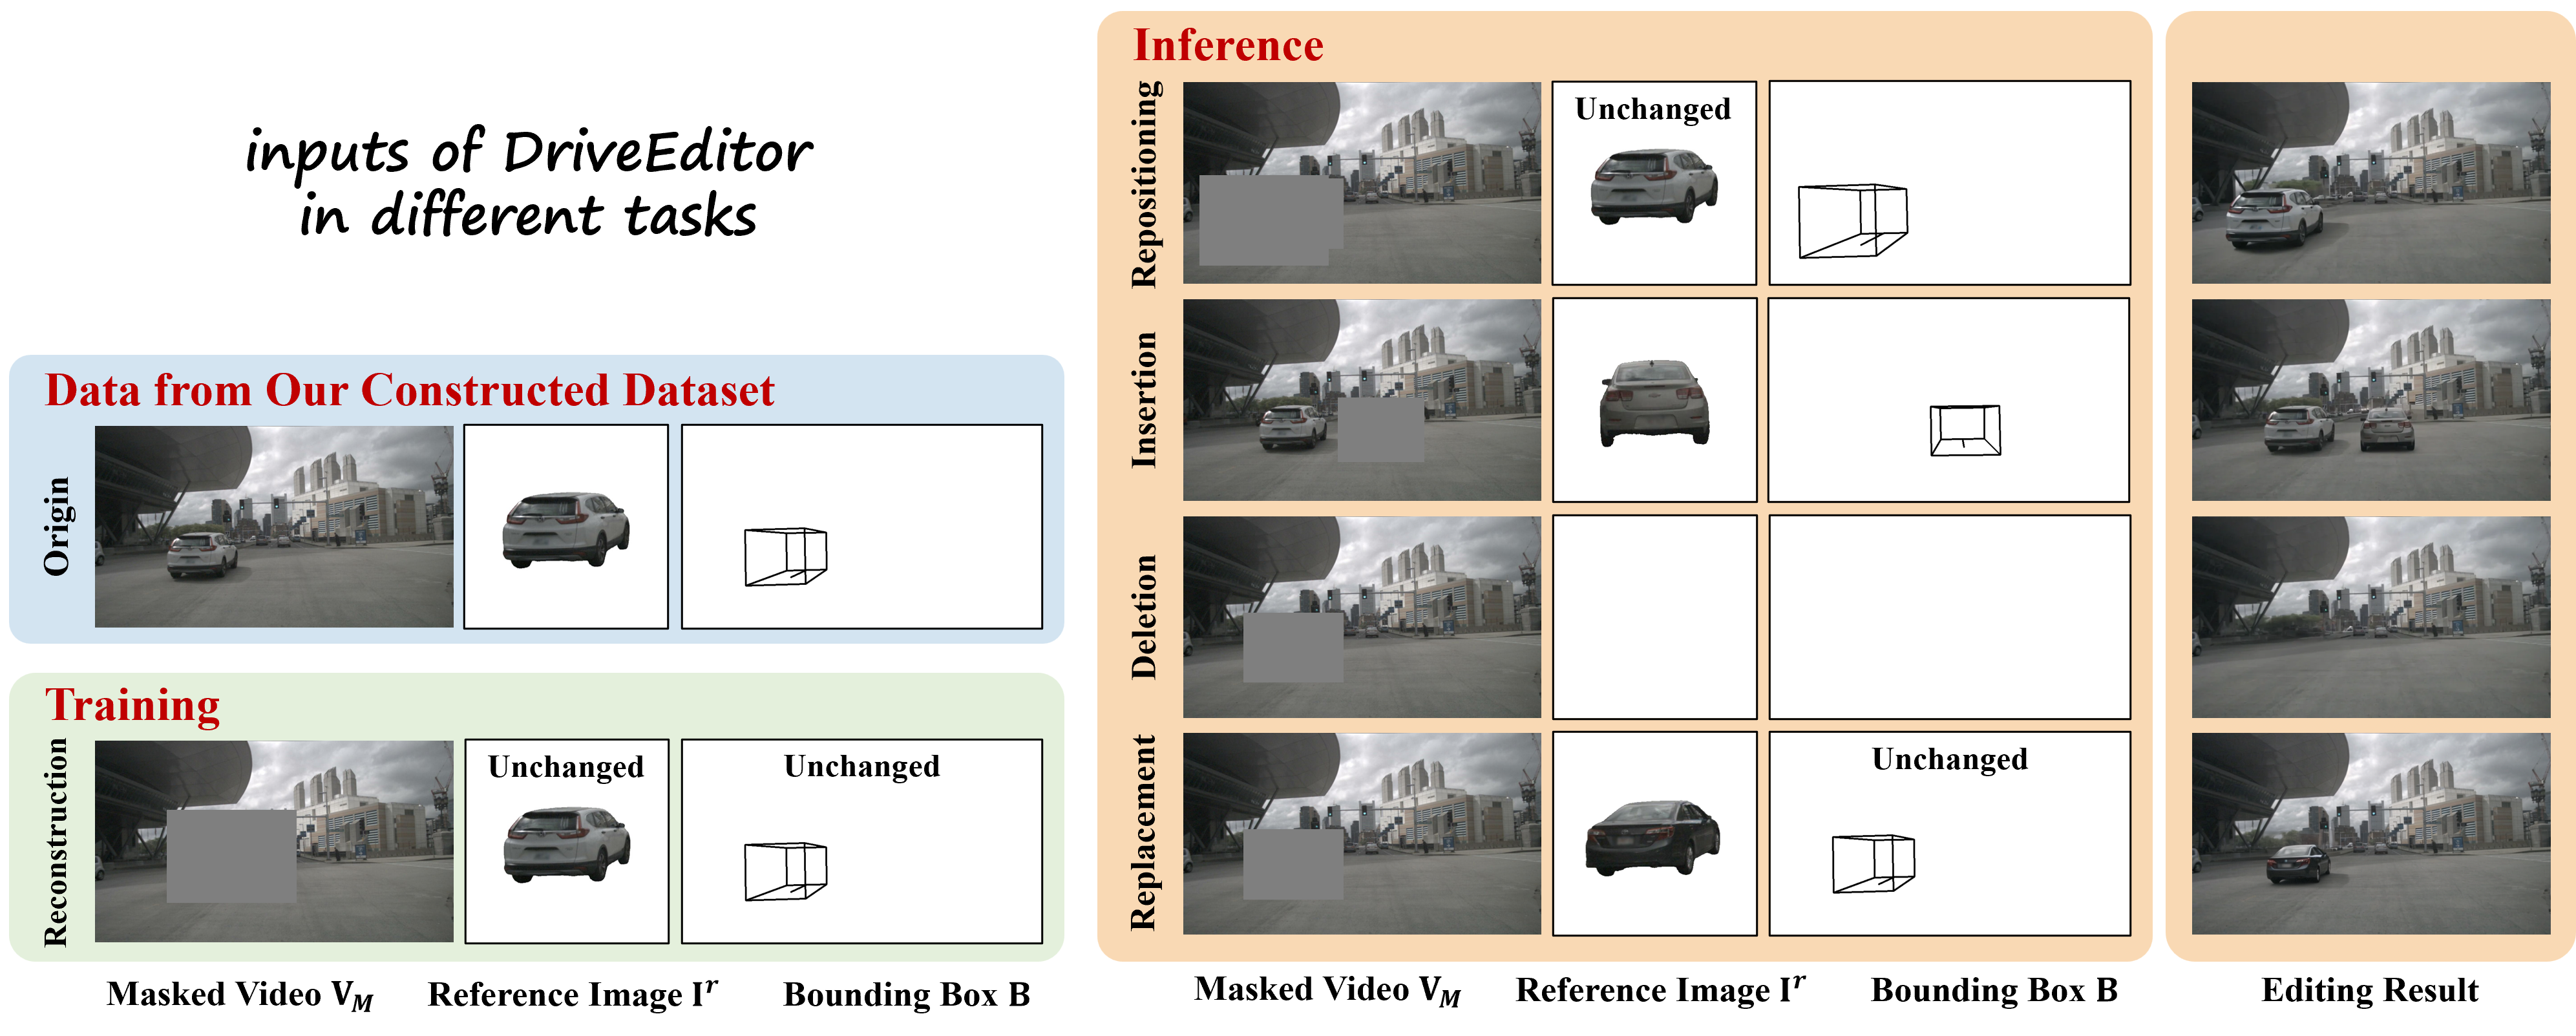 inputs of DriveEditor
in different tasks
Data from Our Constructed Dataset
Origin
Training
Reconstruction
Unchanged
Unchanged
Masked Video V_M
Reference Image I^r
Bounding Box B
Inference
Repositioning
Unchanged
Insertion
Deletion
Replacement
Unchanged
Masked Video V_M
Reference Image I^r
Bounding Box B
Editing Result